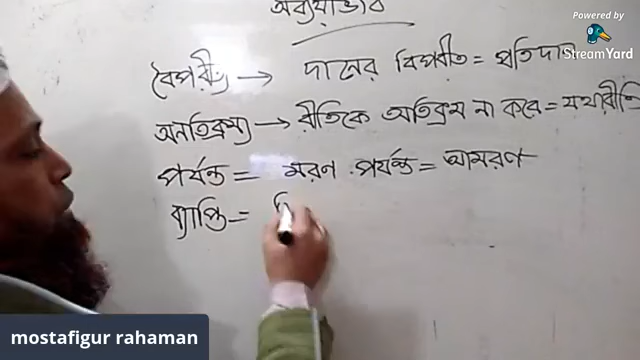 অব্যয়ীভাব
Powered by
StreamYard
বৈপরীত্য → দানের বিপরীত = প্রতিদান
অনতিক্রম্য → রীতিকে অতিক্রম না করে = যথারীতি
পর্যন্ত = মরণ পর্যন্ত = আমরণ
ব্যাপ্তি =
mostafigur rahaman